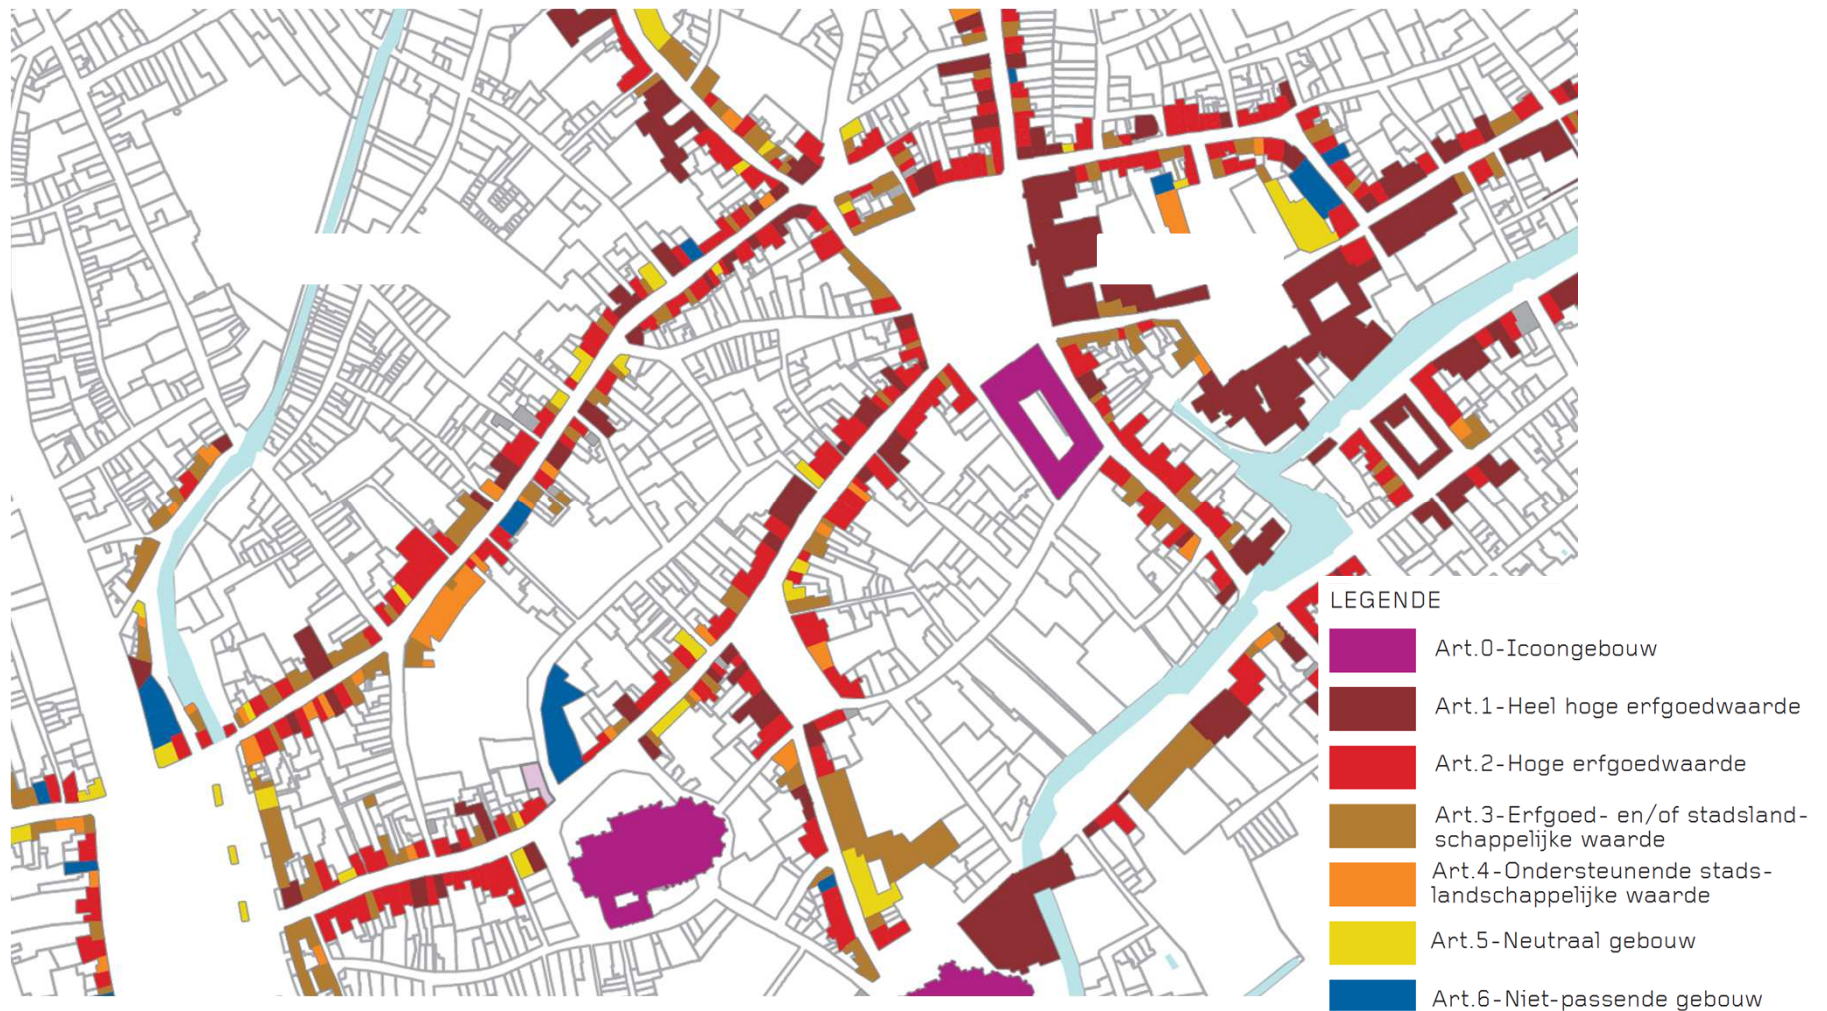 LEGENDE
Art.0-Icoongebouw
Art.1-Heel hoge erfgoedwaarde
Art.2-Hoge erfgoedwaarde
Art.3-Erfgoed- en/of stadsland-
schappelijke waarde
Art.4-Ondersteunende stads-
landschappelijke waarde
Art.5-Neutraal gebouw
Art.6-Niet-passende gebouw